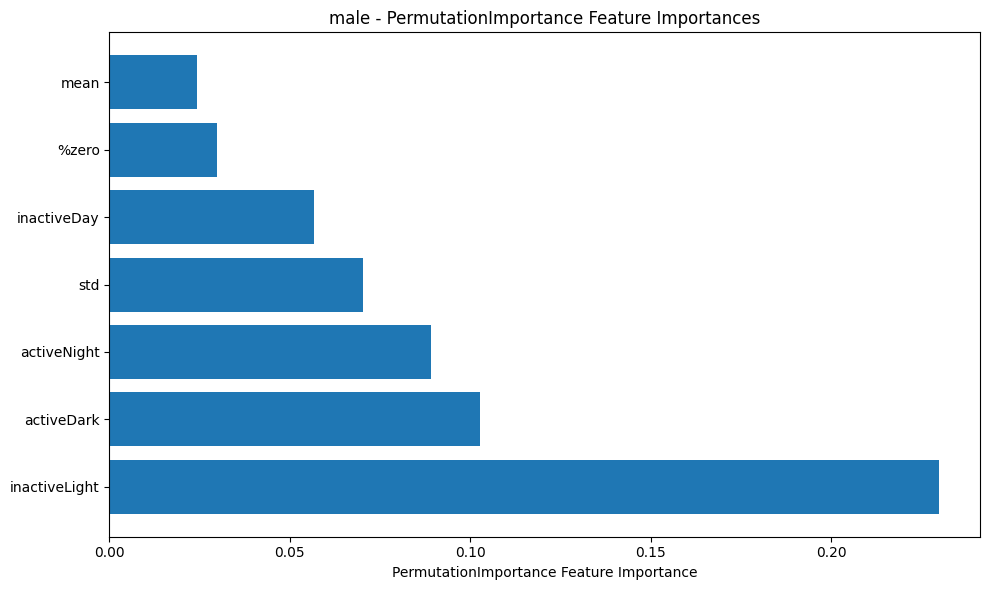 male - PermutationImportance Feature Importances
mean
%zero
inactiveDay
std
activeNight
activeDark
inactiveLight
0.00 0.05 0.10 0.15 0.20
PermutationImportance Feature Importance